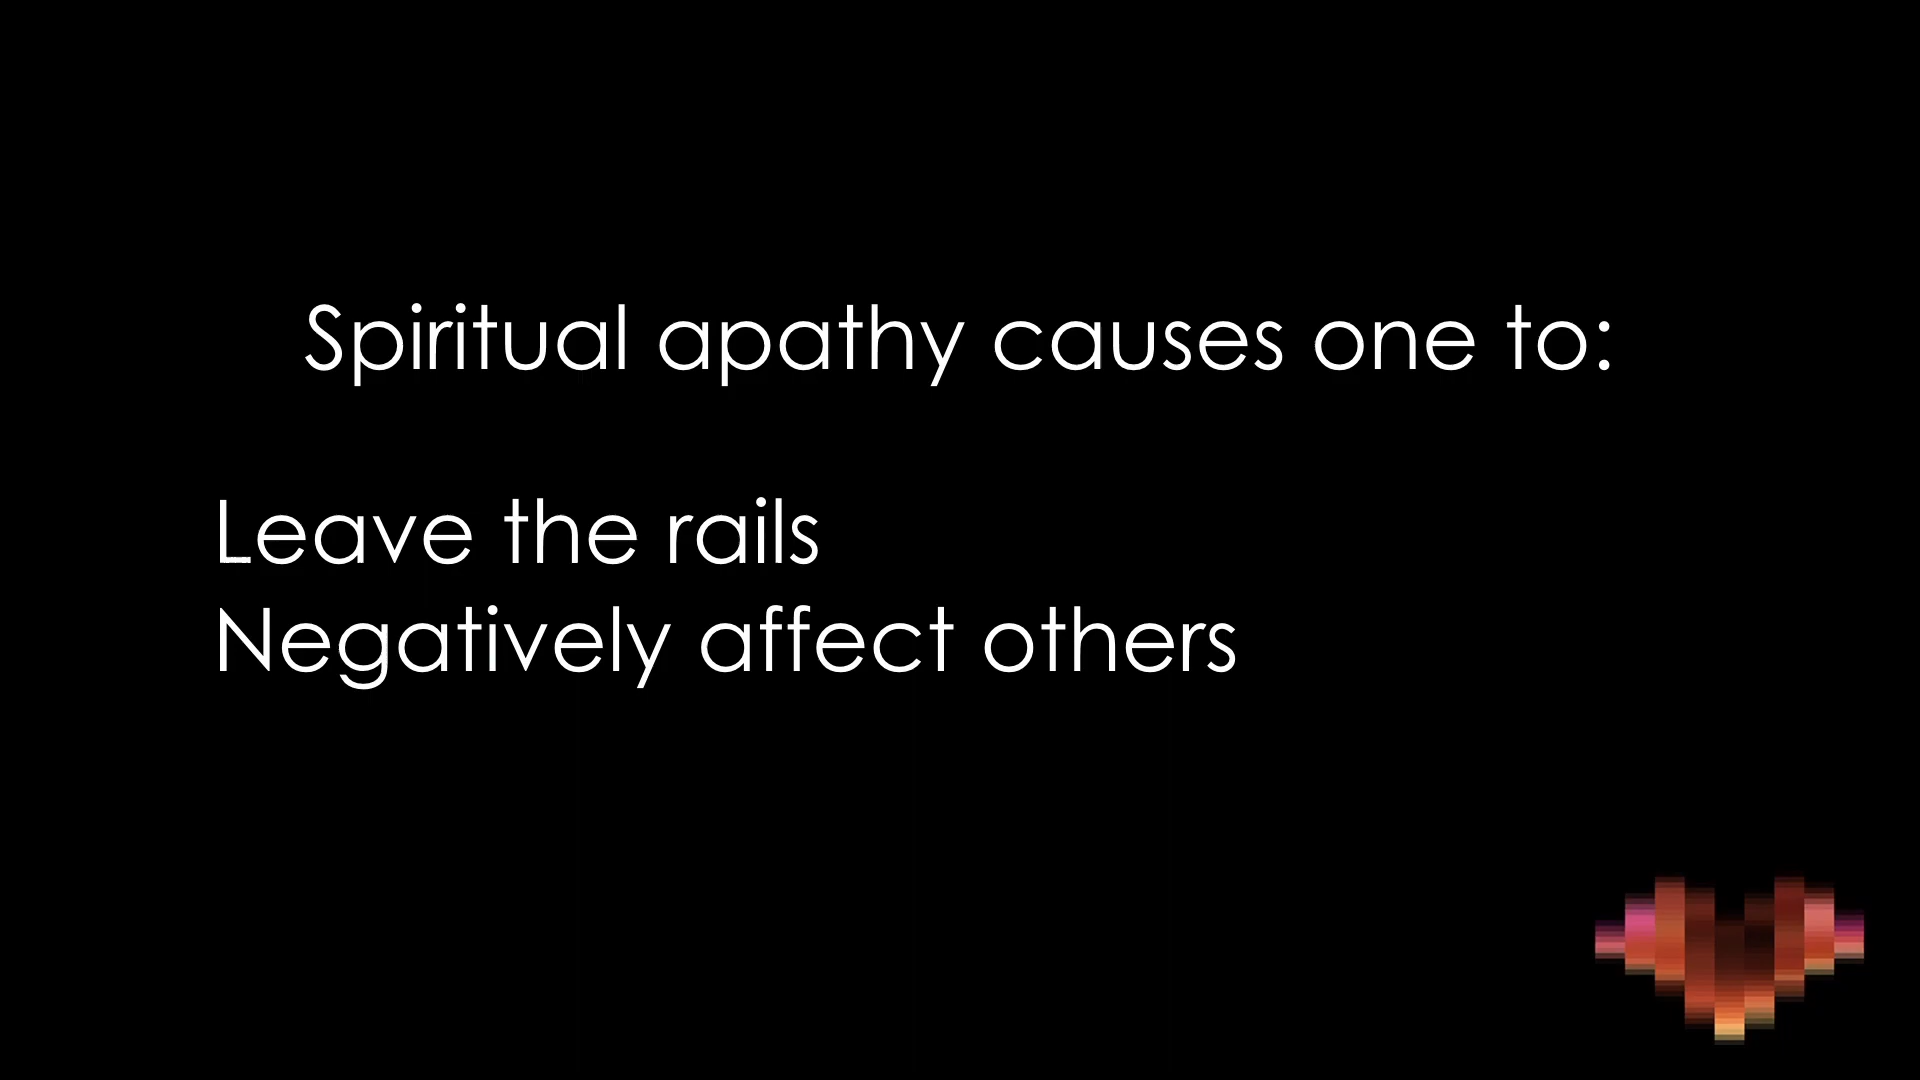 Spiritual apathy causes one to:
Leave the rails
Negatively affect others